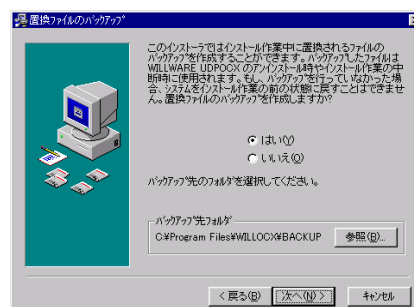 置換ファイルのバックアップ
このインストーラではインストール作業中に置換されるファイルの
バックアップを作成することができます。バックアップしたファイルは
WILLWARE UDPOCX のアンインストール時やインストール作業の中
断時に使用されます。もし、バックアップを行っていなかった場
合、システムをインストール作業の前の状態に戻すことはできませ
ん。置換ファイルのバックアップを作成しますか?
はい(Y)
いいえ(O)
バックアップ先のフォルダを選択してください。
バックアップ先フォルダ
C:¥Program Files¥WILLOCX¥BACKUP
参照(B)...
< 戻る(B)
次へ(N) >
キャンセル